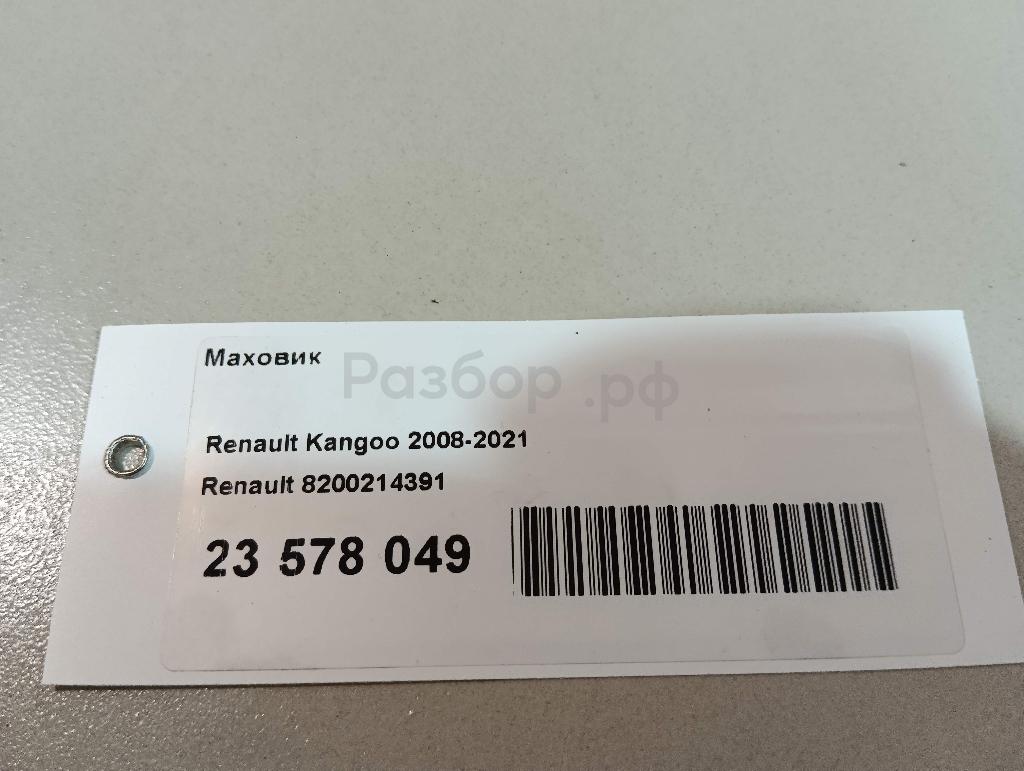 Маховик
Разбор.рф
Renault Kangoo 2008-2021
Renault 8200214391
23 578 049